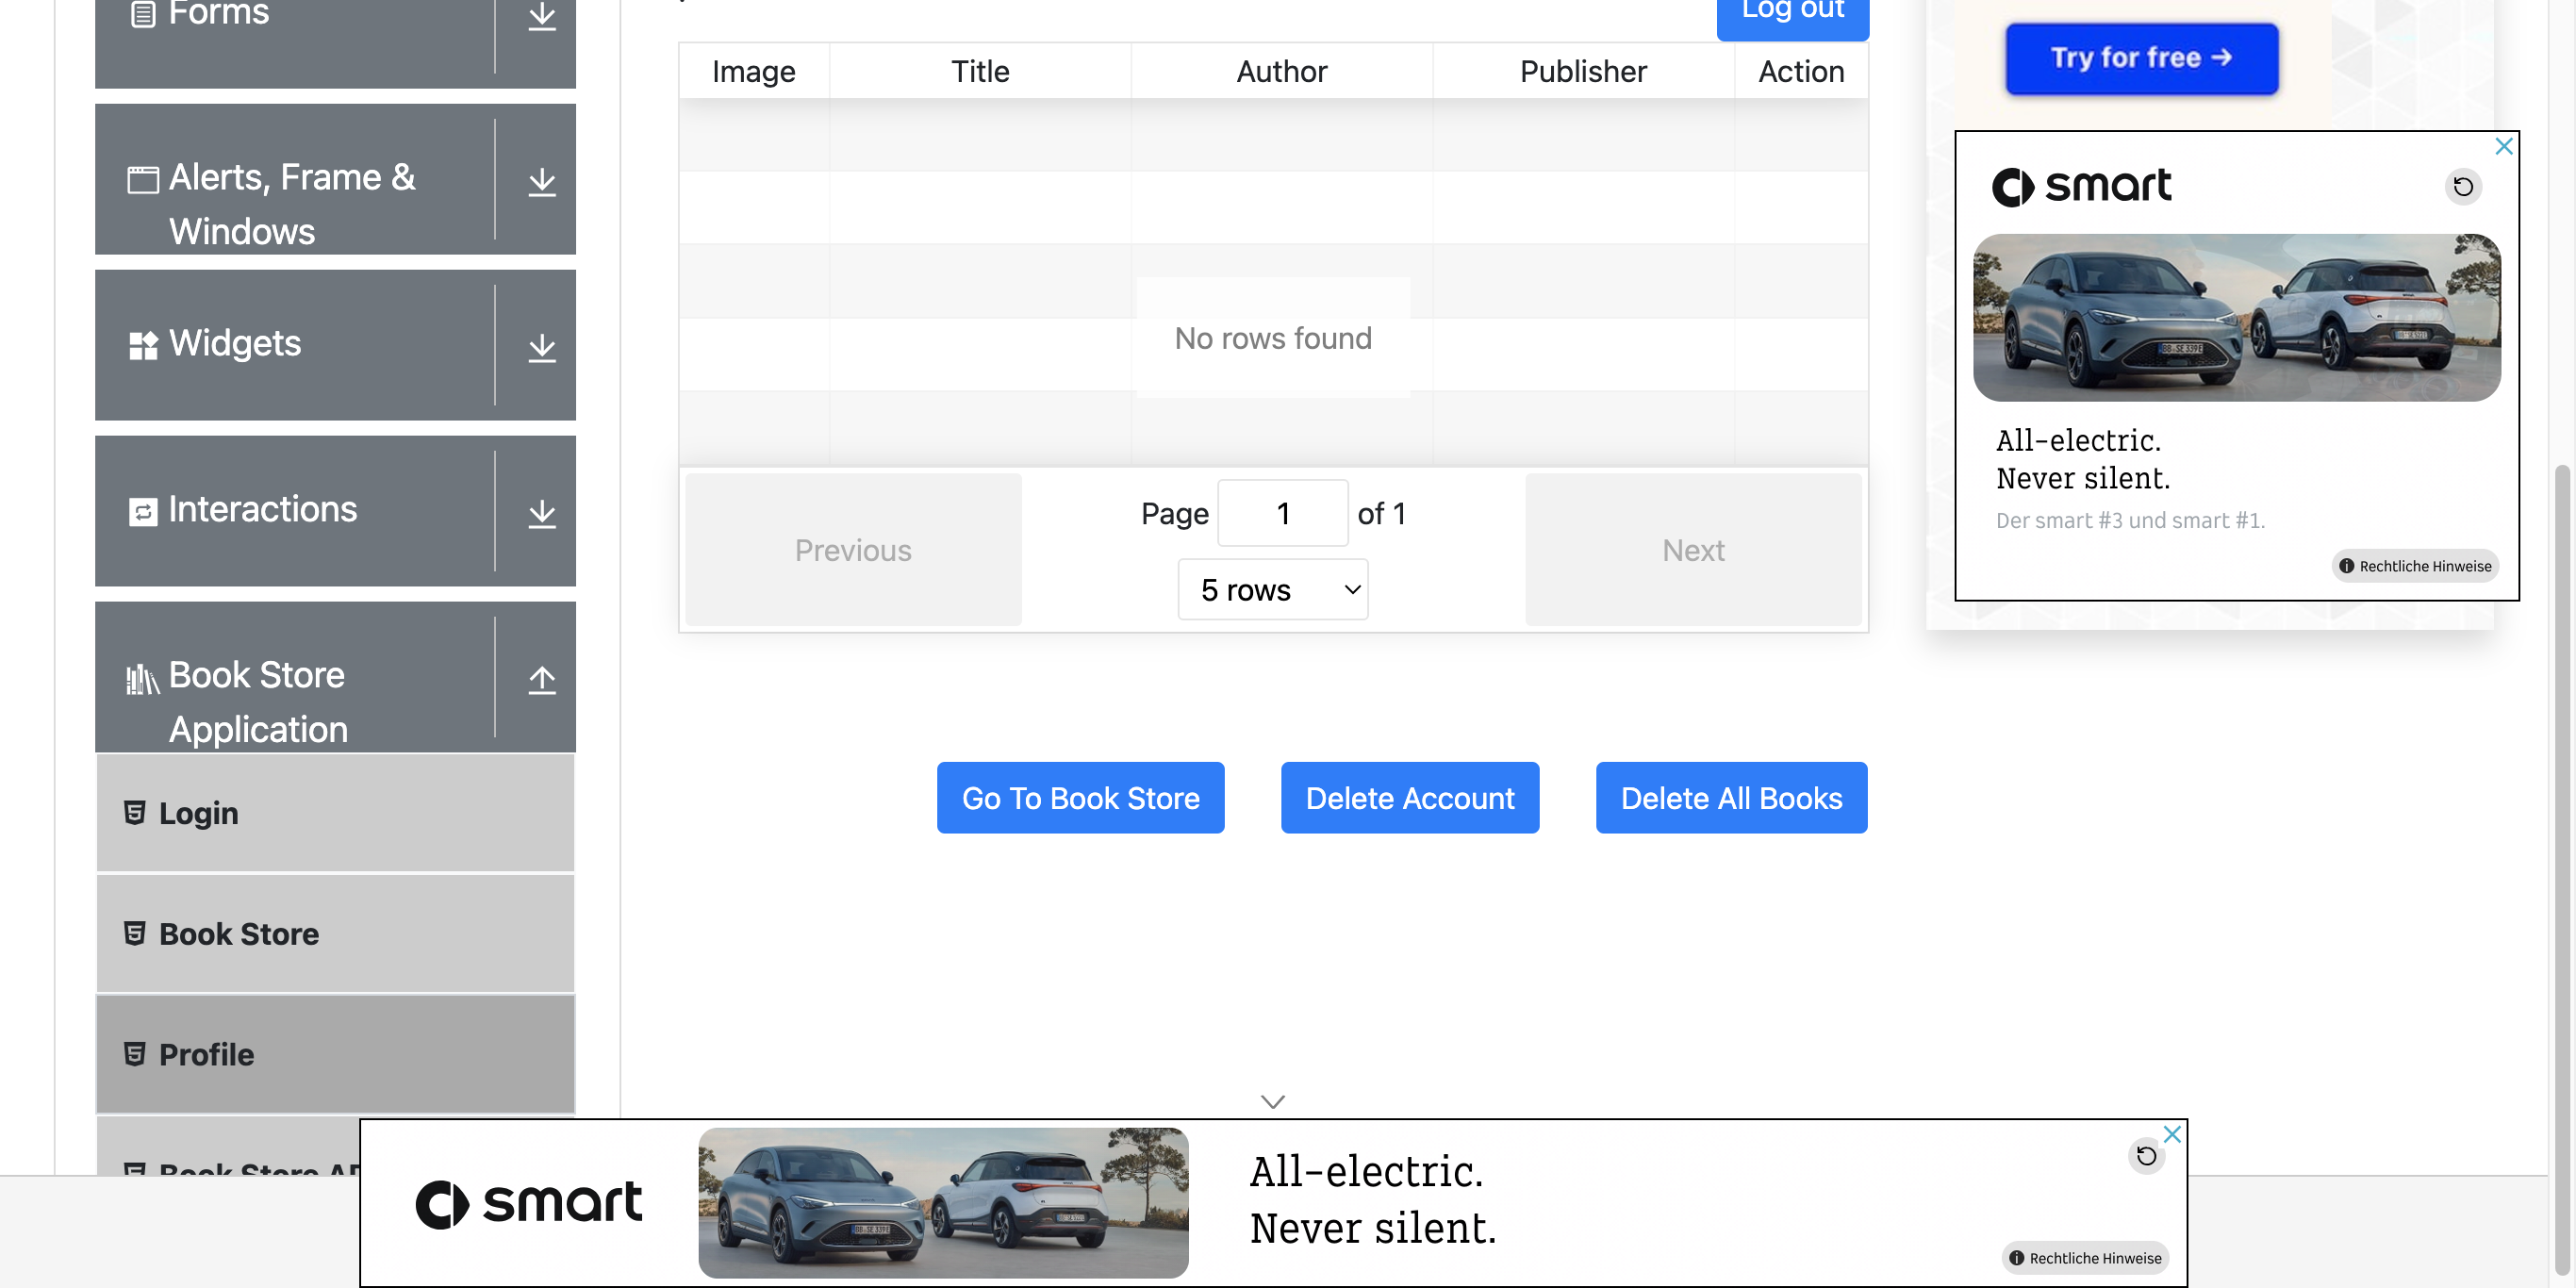 Forms
Alerts, Frame &
Windows
Widgets
Interactions
Book Store
Application
Login
Book Store
Profile
Log out
Image Title Author Publisher Action
No rows found
Previous
Page 1 of 1
5 rows
Next
Go To Book Store
Delete Account
Delete All Books
Try for free →
smart
All-electric.
Never silent.
Der smart #3 und smart #1.
Rechtliche Hinweise
smart
All-electric.
Never silent.
Rechtliche Hinweise